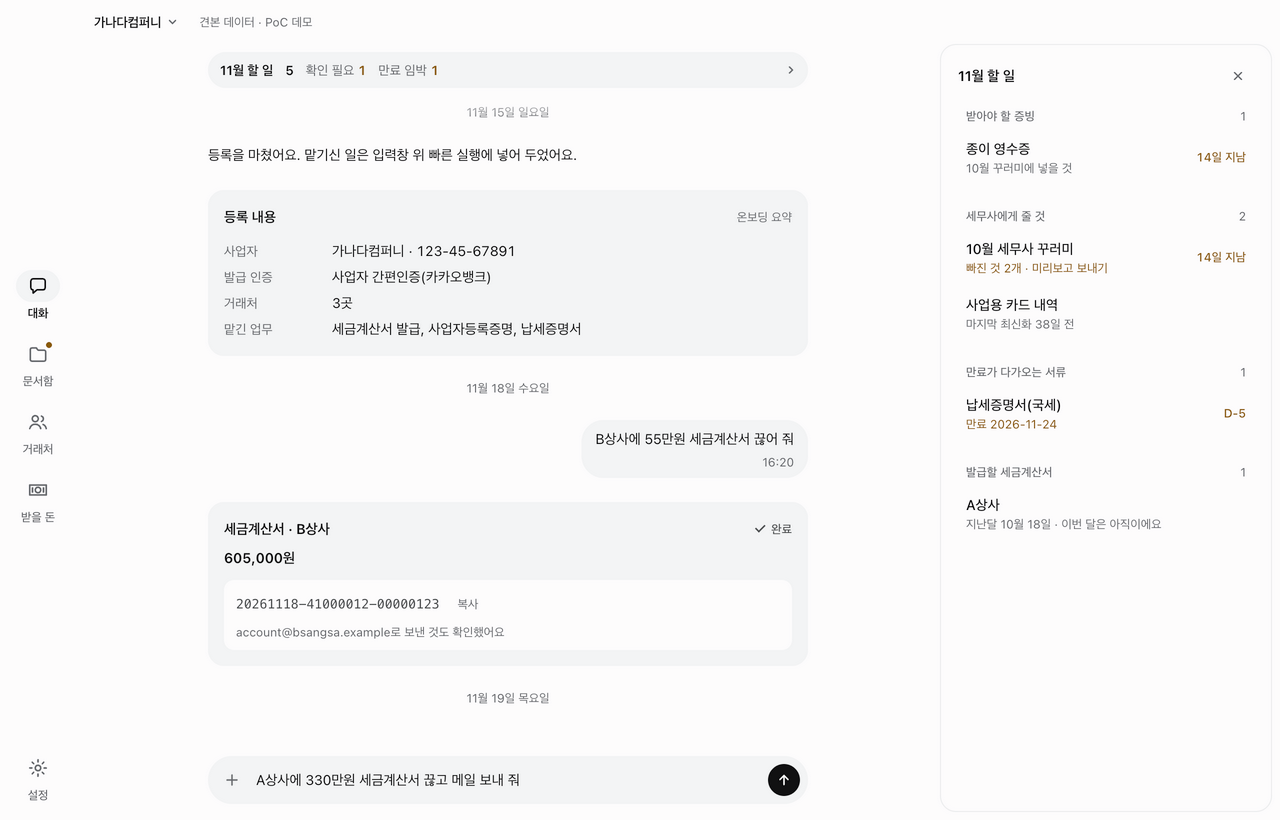 가나다컴퍼니
견본 데이터 · PoC 데모
대화
문서함
거래처
받을 돈
설정
11월 할 일 5 확인 필요 1 만료 임박 1
11월 15일 일요일
등록을 마쳤어요. 맡기신 일은 입력창 위 빠른 실행에 넣어 두었어요.
등록 내용 온보딩 요약
사업자 가나다컴퍼니 · 123-45-67891
발급 인증 사업자 간편인증(카카오뱅크)
거래처 3곳
맡긴 업무 세금계산서 발급, 사업자등록증명, 납세증명서
11월 18일 수요일
B상사에 55만원 세금계산서 끊어 줘
16:20
세금계산서 · B상사 완료
605,000원
20261118-41000012-00000123 복사
account@bsangsa.example로 보낸 것도 확인했어요
11월 19일 목요일
A상사에 330만원 세금계산서 끊고 메일 보내 줘
11월 할 일
받아야 할 증빙 1
종이 영수증
10월 꾸러미에 넣을 것
14일 지남
세무사에게 줄 것 2
10월 세무사 꾸러미
빠진 것 2개 · 미리보고 보내기
14일 지남
사업용 카드 내역
마지막 최신화 38일 전
만료가 다가오는 서류 1
납세증명서(국세)
만료 2026-11-24
D-5
발급할 세금계산서 1
A상사
지난달 10월 18일 · 이번 달은 아직이에요